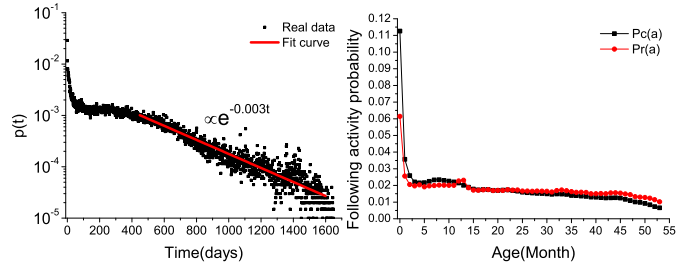 Real data
Fit curve
∝e^-0.003t
p(t)
10^-1
10^-2
10^-3
10^-4
10^-5
0 200 400 600 800 1000 1200 1400 1600
Time(days)
Pc(a)
Pr(a)
Following activity probability
0.12
0.11
0.10
0.09
0.08
0.07
0.06
0.05
0.04
0.03
0.02
0.01
0.00
0 5 10 15 20 25 30 35 40 45 50 55
Age(Month)